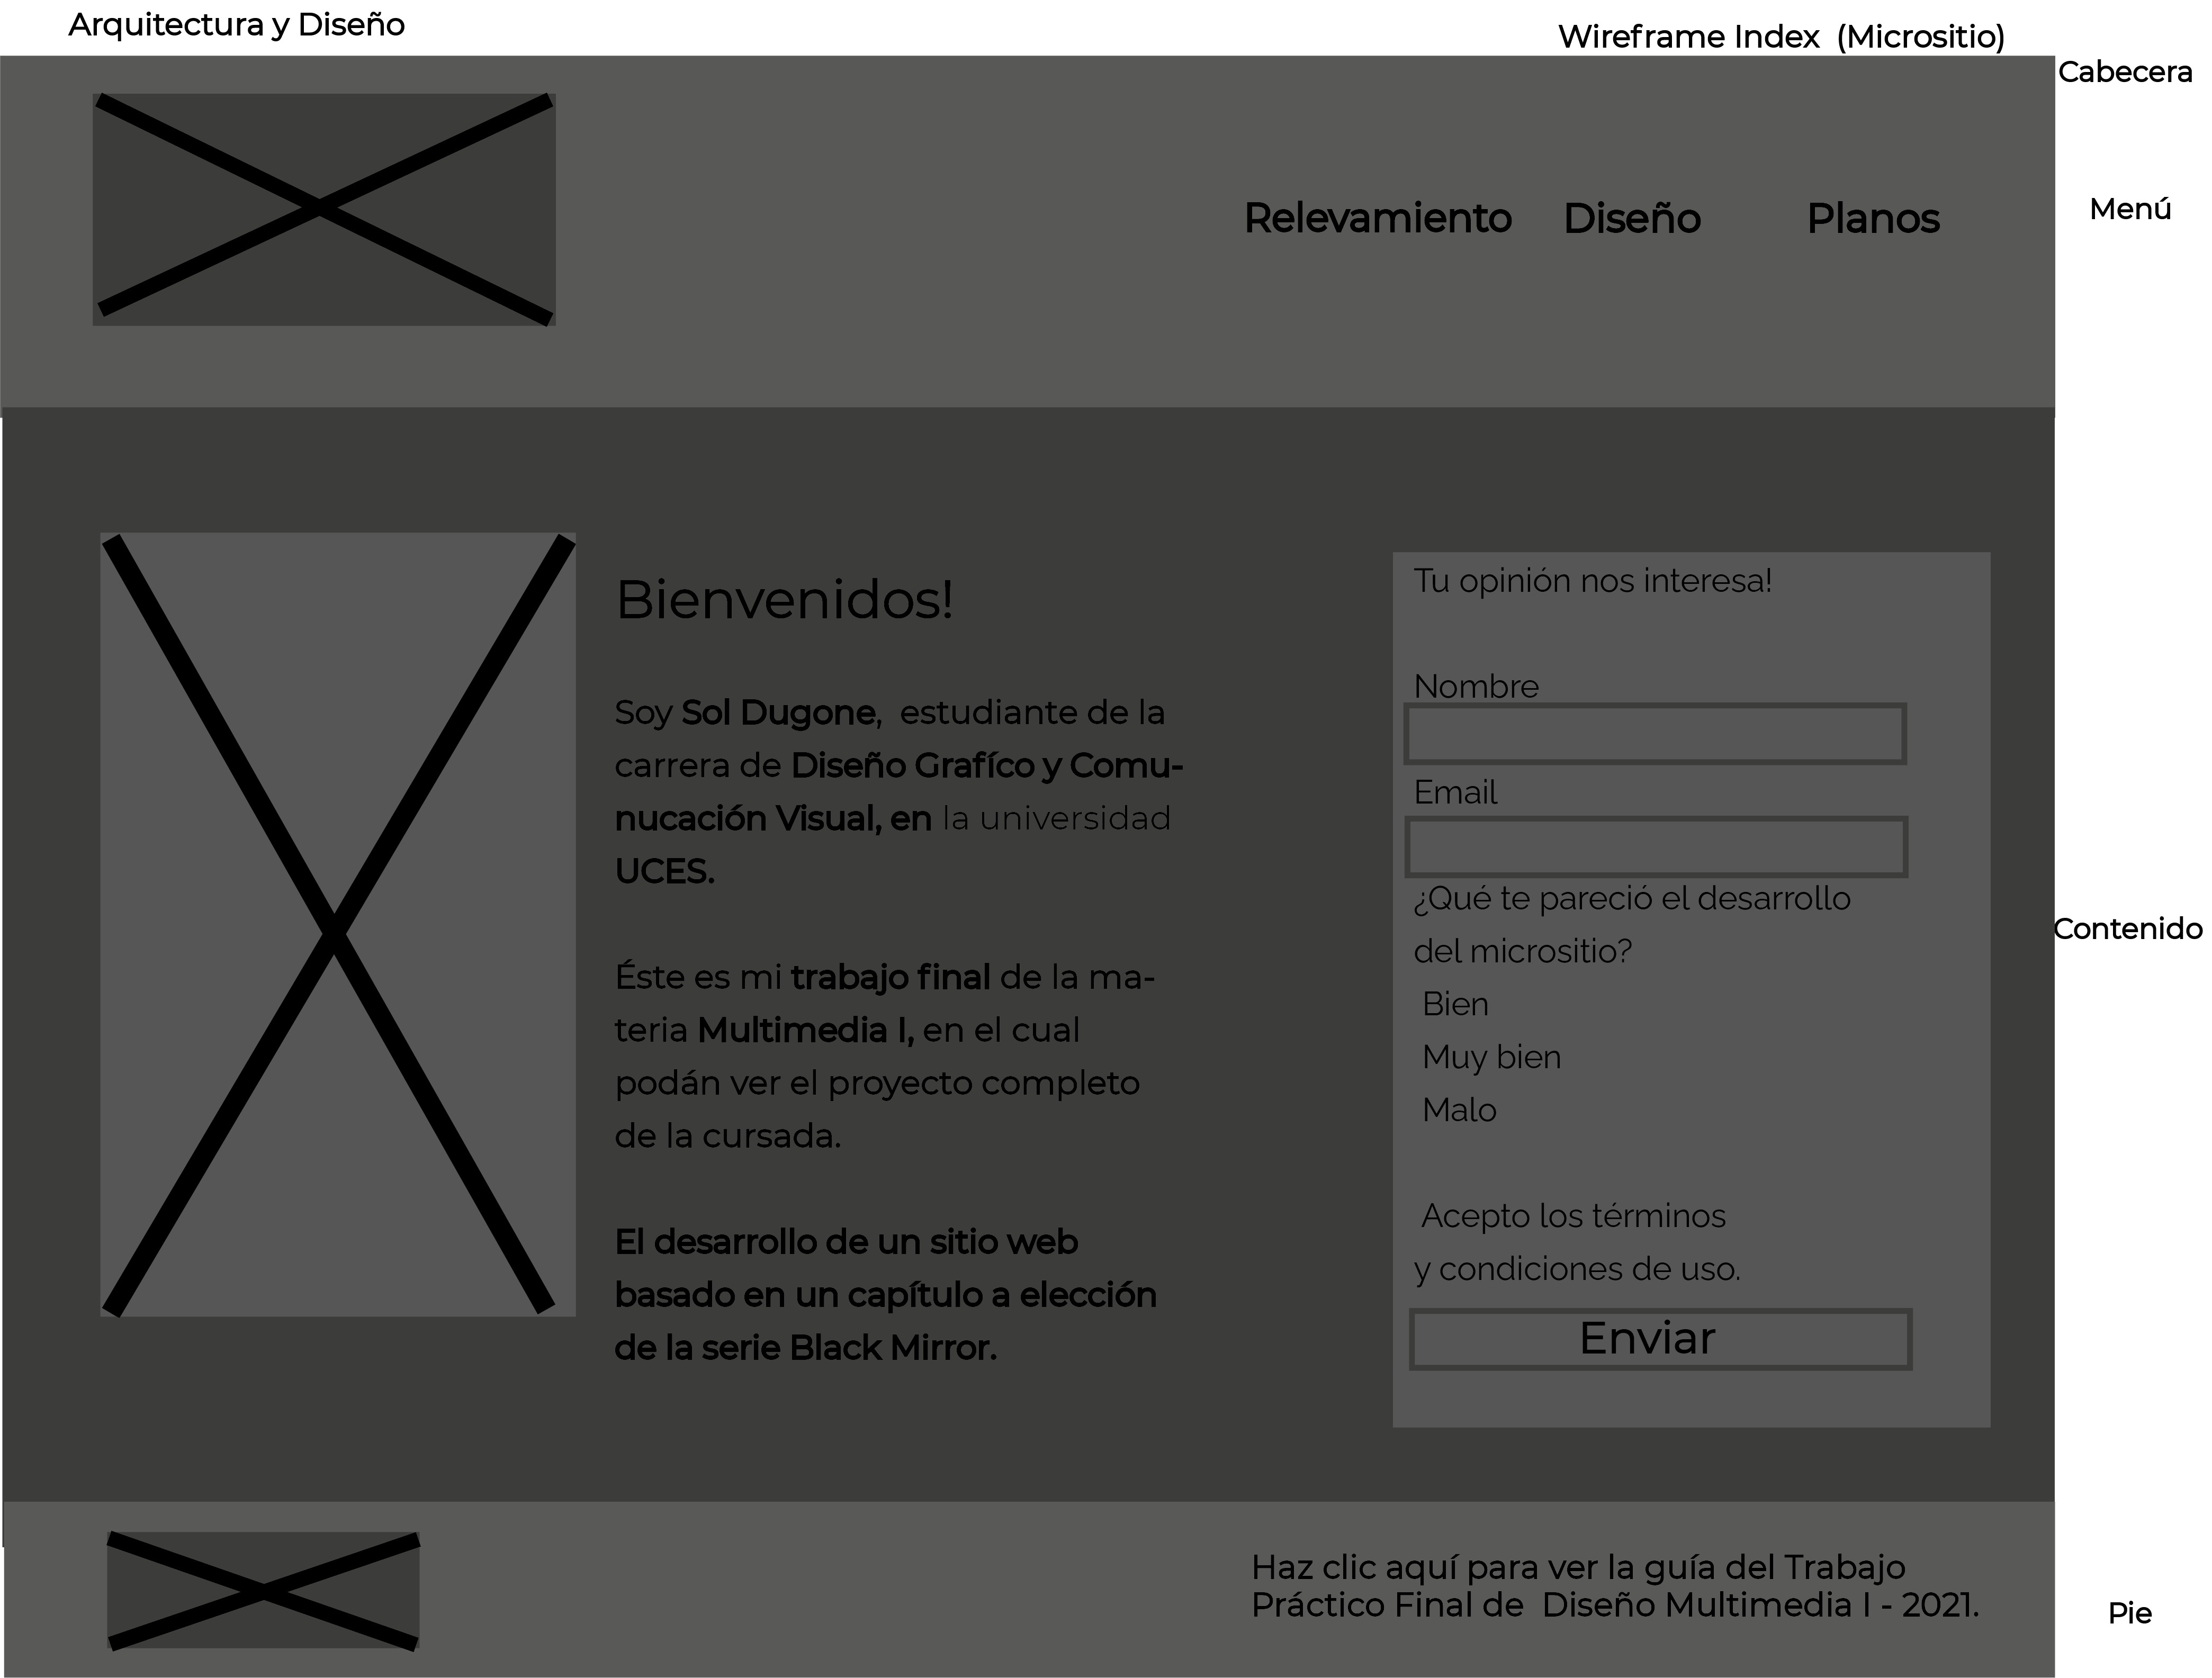 Arquitectura y Diseño
Wireframe Index (Micrositio)
Cabecera
Relevamiento Diseño Planos
Menú
Bienvenidos!
Soy Sol Dugone, estudiante de la
carrera de Diseño Grafíco y Comu-
nucación Visual, en la universidad
UCES.
Éste es mi trabajo final de la ma-
teria Multimedia I, en el cual
podán ver el proyecto completo
de la cursada.
El desarrollo de un sitio web
basado en un capítulo a elección
de la serie Black Mirror.
Tu opinión nos interesa!
Nombre
Email
¿Qué te pareció el desarrollo
del micrositio?
Bien
Muy bien
Malo
Acepto los términos
y condiciones de uso.
Enviar
Contenido
Haz clic aquí para ver la guía del Trabajo
Práctico Final de Diseño Multimedia I - 2021.
Pie